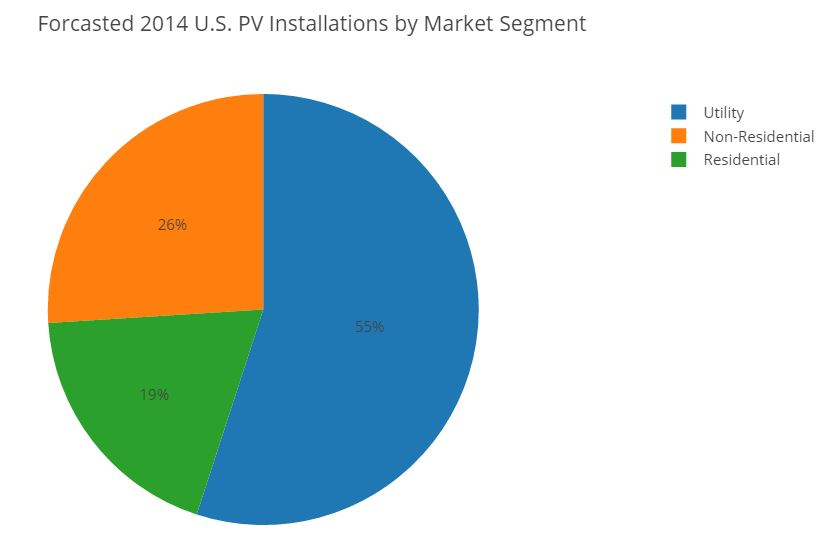 Forcasted 2014 U.S. PV Installations by Market Segment
Utility
Non-Residential
Residential
26%
55%
19%